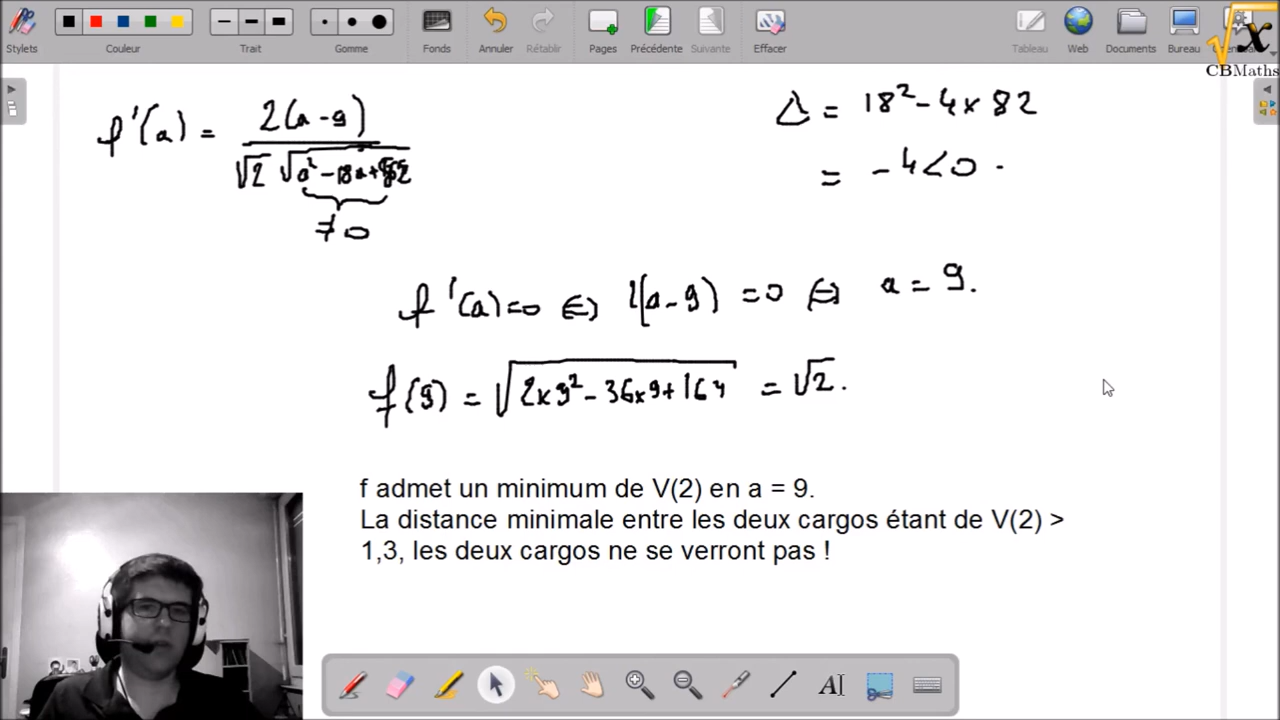 Stylets Couleur Trait Gomme Fonds Annuler Rétablir Pages Précédente Suivante Effacer Tableau Web Documents Bureau
CBMaths
f'(a) = 2(a-9) / √2 √a²-18a+82
≠ 0
Δ = 18² - 4 × 82
= -4 < 0.
f'(a)=0 ⇔ 2(a-9) = 0 ⇔ a = 9.
f(9) = √2×9² - 36×9 + 164 = √2.
f admet un minimum de V(2) en a = 9.
La distance minimale entre les deux cargos étant de V(2) >
1,3, les deux cargos ne se verront pas !